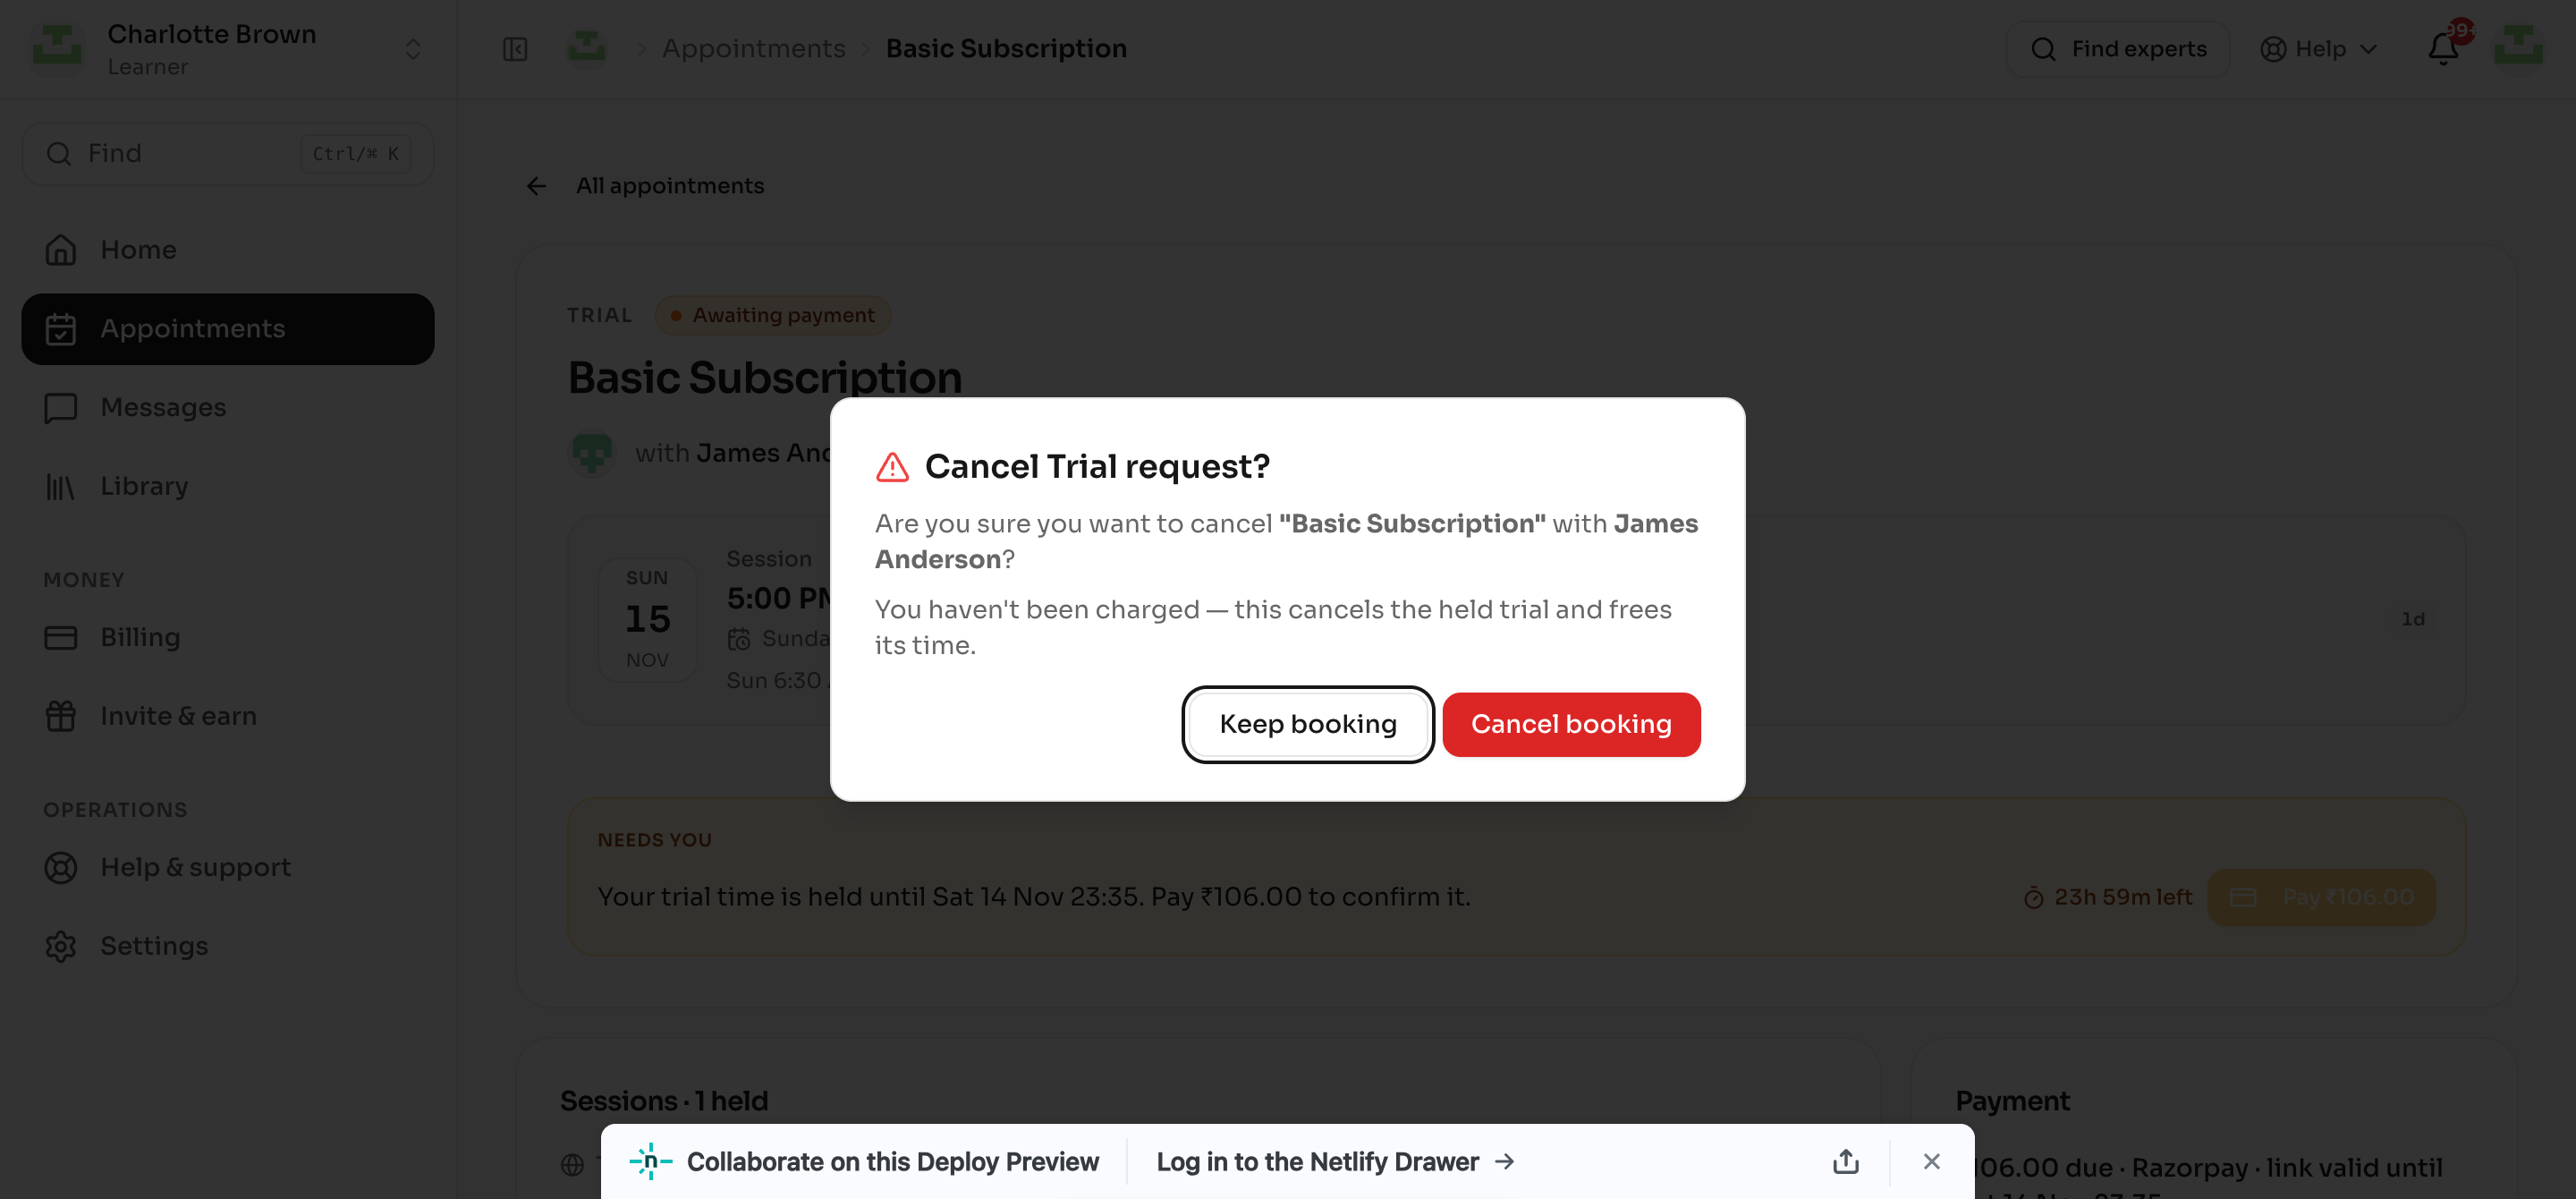 Charlotte Brown
Learner
Appointments
Basic Subscription
Find experts
Help
99+
Find
Ctrl/⌘ K
All appointments
Home
Appointments
Messages
Library
MONEY
Billing
Invite & earn
OPERATIONS
Help & support
Settings
TRIAL
Awaiting payment
Basic Subscription
with James
SUN
15
NOV
Session
5:00
Sun 6:30
1d
Cancel Trial request?
Are you sure you want to cancel "Basic Subscription" with James
Anderson?
You haven't been charged — this cancels the held trial and frees
its time.
Keep booking
Cancel booking
NEEDS YOU
Your trial time is held until Sat 14 Nov 23:35. Pay ₹106.00 to confirm it.
23h 59m left
Pay ₹106.00
Sessions · 1 held
Payment
106.00 due · Razorpay · link valid until
Collaborate on this Deploy Preview
Log in to the Netlify Drawer →